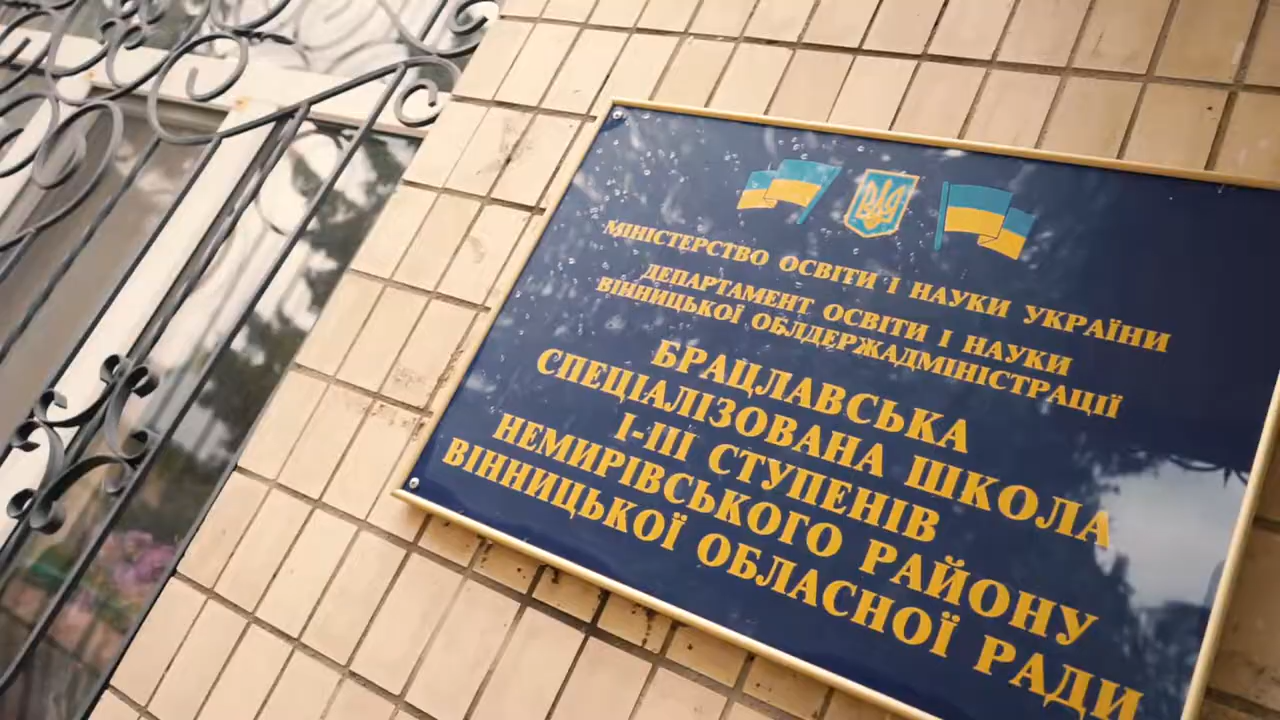 МІНІСТЕРСТВО ОСВІТИ І НАУКИ УКРАЇНИ
ДЕПАРТАМЕНТ ОСВІТИ І НАУКИ
ВІННИЦЬКОЇ ОБЛДЕРЖАДМІНІСТРАЦІЇ
БРАЦЛАВСЬКА
СПЕЦІАЛІЗОВАНА ШКОЛА
І-ІІІ СТУПЕНІВ
НЕМИРІВСЬКОГО РАЙОНУ
ВІННИЦЬКОЇ ОБЛАСНОЇ РАДИ